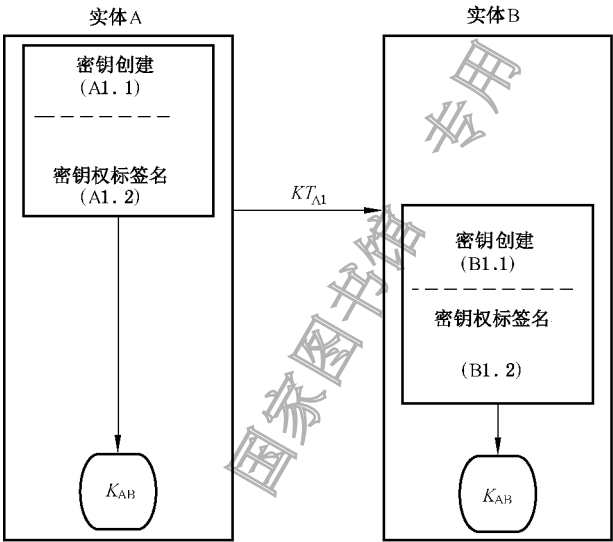 实体A
密钥创建
(A1.1)
密钥权标签名
(A1.2)
K_AB
KT_A1
实体B
密钥创建
(B1.1)
密钥权标签名
(B1.2)
K_AB
国家图书馆专用